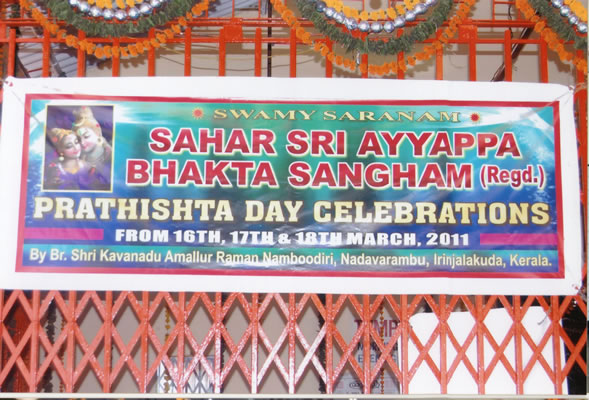 SWAMY SARANAM
SAHAR SRI AYYAPPA
BHAKTA SANGHAM (Regd.)
PRATHISHTA DAY CELEBRATIONS
FROM 16TH, 17TH & 18TH MARCH, 2011
By Br. Shri Kavanadu Amallur Raman Namboodiri, Nadavarambu, Irinjalakuda, Kerala.